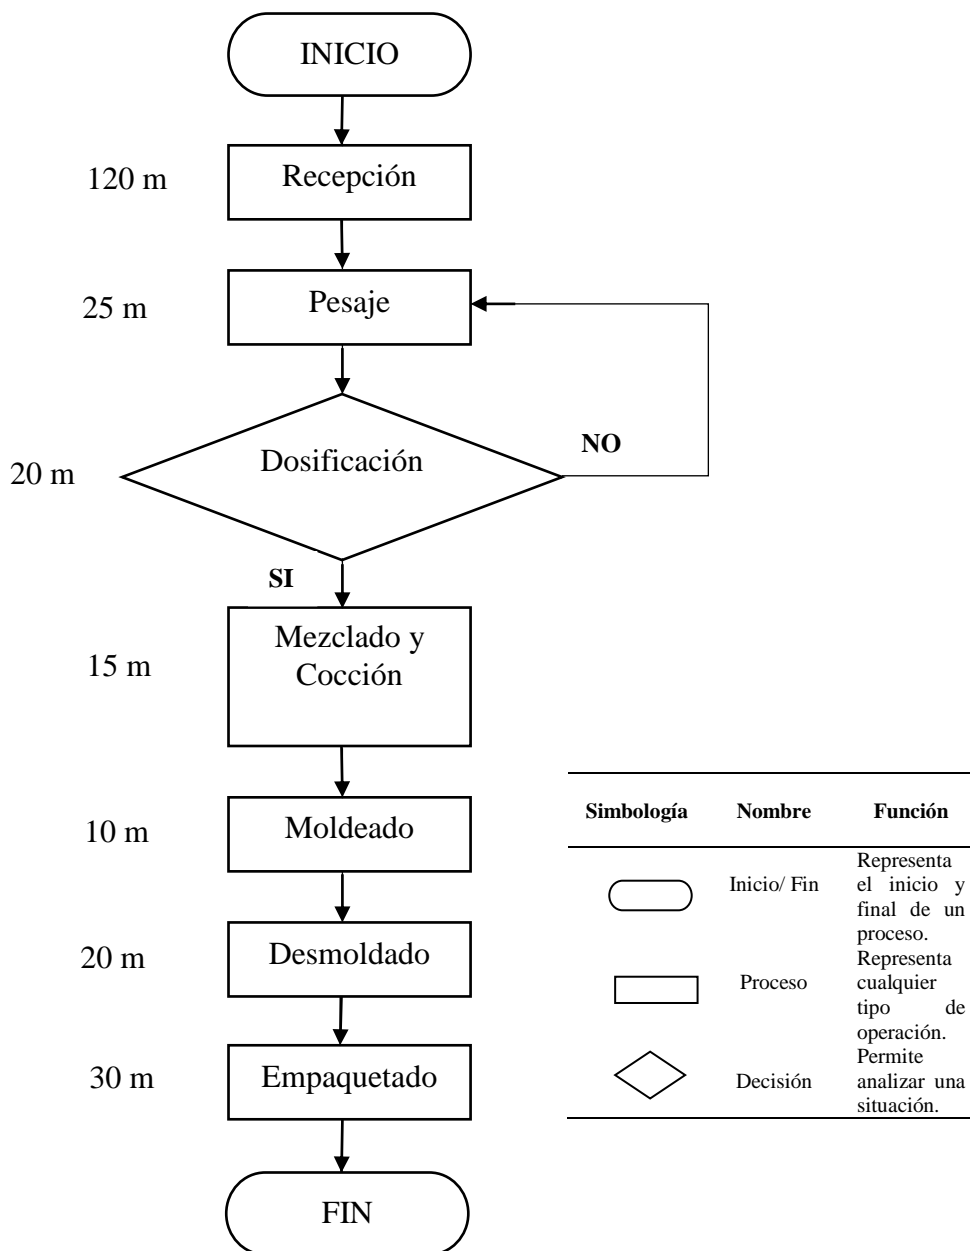 INICIO
120 m
Recepción
25 m
Pesaje
20 m
Dosificación
NO
SI
15 m
Mezclado y
Cocción
10 m
Moldeado
20 m
Desmoldado
30 m
Empaquetado
FIN
Simbología Nombre Función
Inicio/ Fin
Representa
el inicio y
final de un
proceso.
Proceso
Representa
cualquier
tipo de
operación.
Decisión
Permite
analizar una
situación.